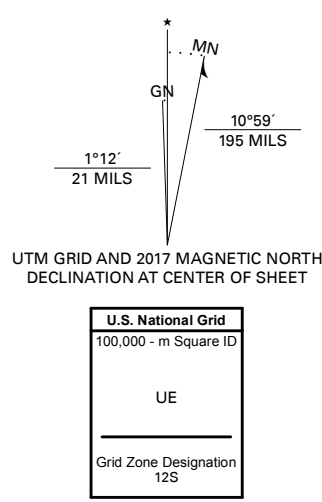 ★
MN
GN
10°59´
195 MILS
1°12´
21 MILS
UTM GRID AND 2017 MAGNETIC NORTH
DECLINATION AT CENTER OF SHEET
U.S. National Grid
100,000 - m Square ID
UE
Grid Zone Designation
12S